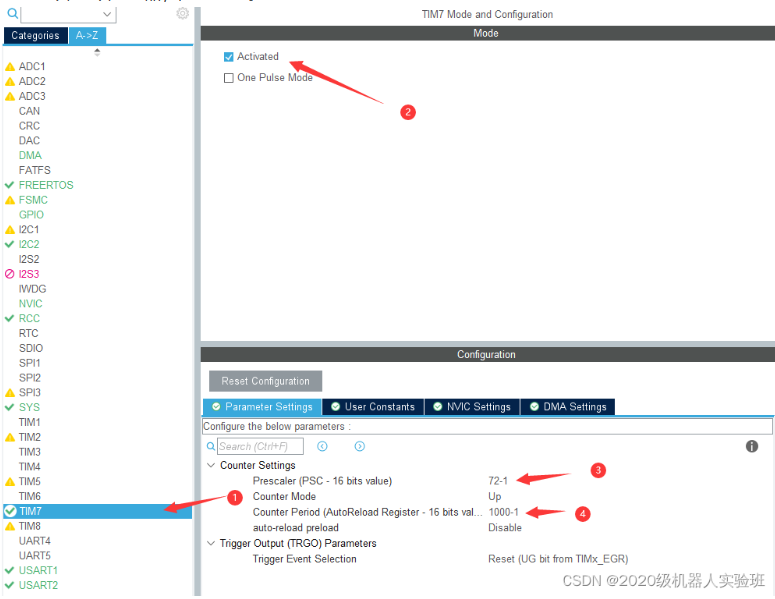 TIM7 Mode and Configuration
Categories
A->Z
ADC1
ADC2
ADC3
CAN
CRC
DAC
DMA
FATFS
FREERTOS
FSMC
GPIO
I2C1
I2C2
I2S2
I2S3
IWDG
NVIC
RCC
RTC
SDIO
SPI1
SPI2
SPI3
SYS
TIM1
TIM2
TIM3
TIM4
TIM5
TIM6
TIM7
TIM8
UART4
UART5
USART1
USART2
1
Mode
Activated
One Pulse Mode
2
Configuration
Reset Configuration
Parameter Settings
User Constants
NVIC Settings
DMA Settings
Configure the below parameters :
Search (Ctrl+F)
Counter Settings
Prescaler (PSC - 16 bits value) 72-1
3
Counter Mode Up
Counter Period (AutoReload Register - 16 bits val... 1000-1
4
auto-reload preload Disable
Trigger Output (TRGO) Parameters
Trigger Event Selection Reset (UG bit from TIMx_EGR)
CSDN @2020级机器人实验班